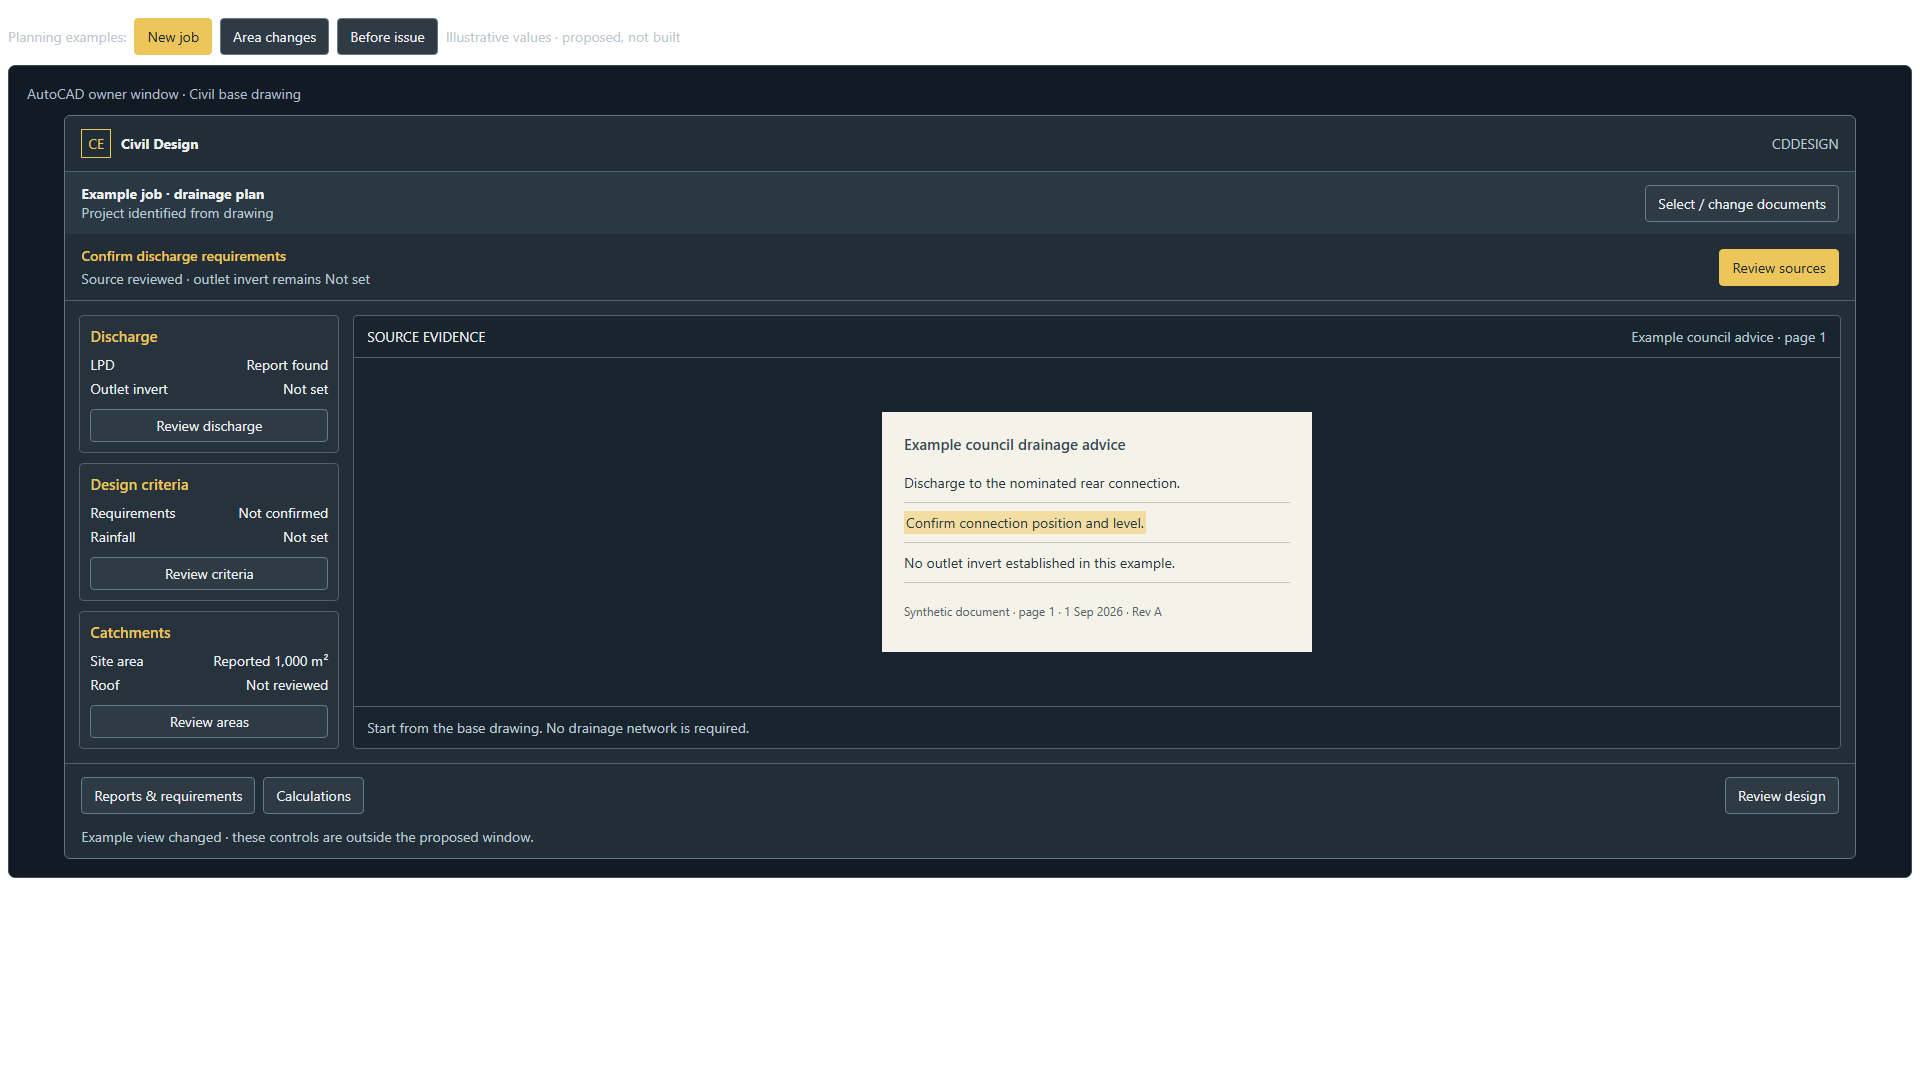 Planning examples: New job Area changes Before issue Illustrative values · proposed, not built
AutoCAD owner window · Civil base drawing
CE Civil Design CDDESIGN
Example job · drainage plan
Project identified from drawing
Select / change documents
Confirm discharge requirements
Source reviewed · outlet invert remains Not set
Review sources
Discharge
LPD Report found
Outlet invert Not set
Review discharge
Design criteria
Requirements Not confirmed
Rainfall Not set
Review criteria
Catchments
Site area Reported 1,000 m²
Roof Not reviewed
Review areas
SOURCE EVIDENCE Example council advice · page 1
Example council drainage advice
Discharge to the nominated rear connection.
Confirm connection position and level.
No outlet invert established in this example.
Synthetic document · page 1 · 1 Sep 2026 · Rev A
Start from the base drawing. No drainage network is required.
Reports & requirements Calculations Review design
Example view changed · these controls are outside the proposed window.